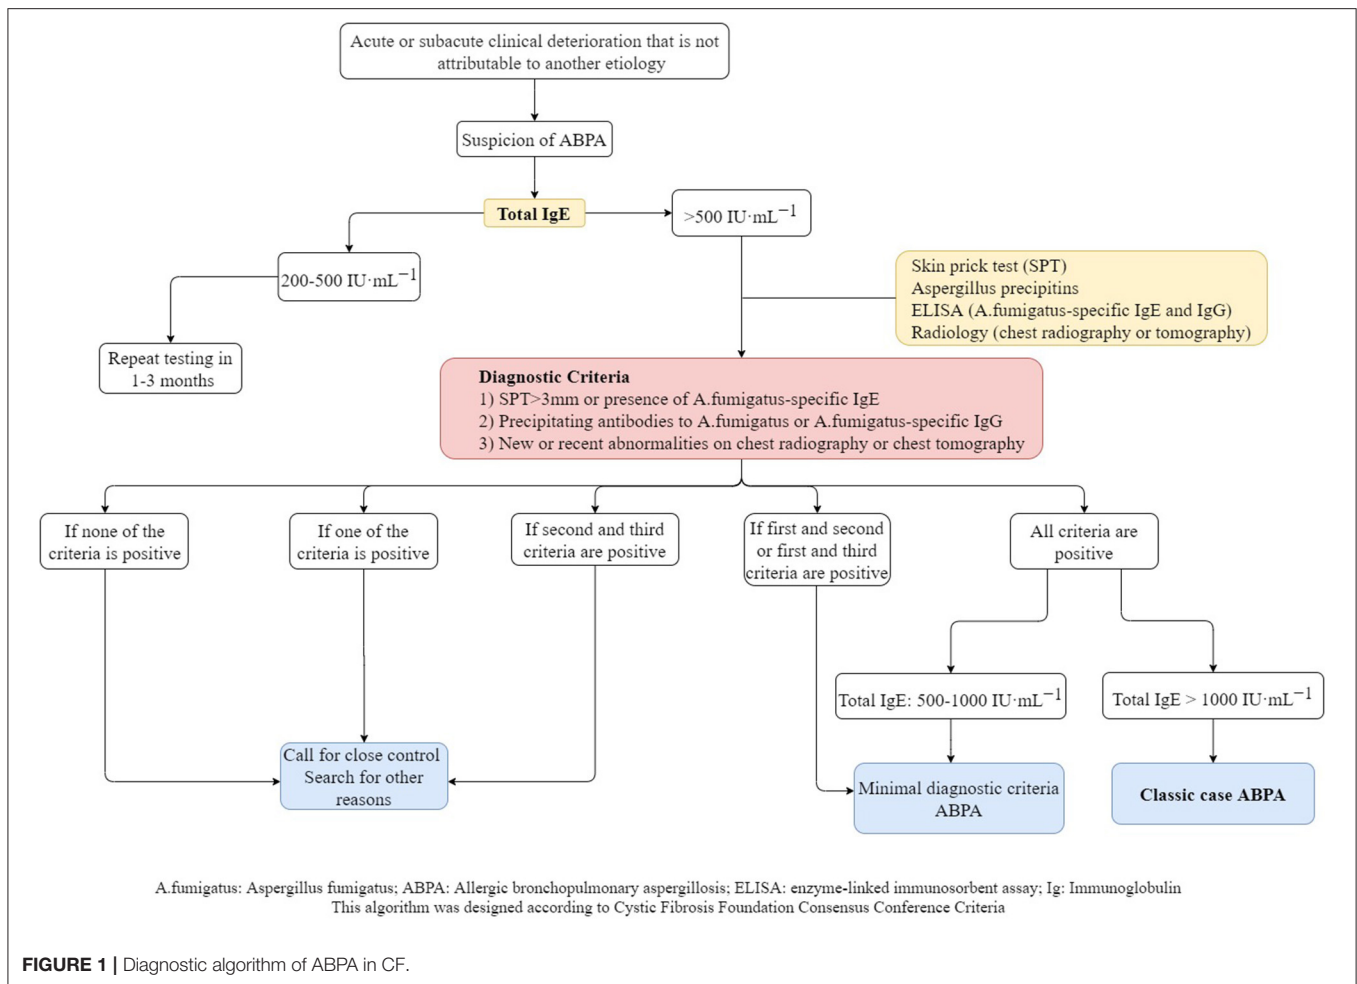 Acute or subacute clinical deterioration that is not
attributable to another etiology
Suspicion of ABPA
Total IgE
>500 IU·mL⁻¹
200-500 IU·mL⁻¹
Skin prick test (SPT)
Aspergillus precipitins
ELISA (A.fumigatus-specific IgE and IgG)
Radiology (chest radiography or tomography)
Repeat testing in
1-3 months
Diagnostic Criteria
1) SPT>3mm or presence of A.fumigatus-specific IgE
2) Precipitating antibodies to A.fumigatus or A.fumigatus-specific IgG
3) New or recent abnormalities on chest radiography or chest tomography
If none of the
criteria is positive
If one of the
criteria is positive
If second and third
criteria are positive
If first and second
or first and third
criteria are positive
All criteria are
positive
Total IgE: 500-1000 IU·mL⁻¹
Total IgE > 1000 IU·mL⁻¹
Call for close control
Search for other
reasons
Minimal diagnostic criteria
ABPA
Classic case ABPA
A.fumigatus: Aspergillus fumigatus; ABPA: Allergic bronchopulmonary aspergillosis; ELISA: enzyme-linked immunosorbent assay; Ig: Immunoglobulin
This algorithm was designed according to Cystic Fibrosis Foundation Consensus Conference Criteria
FIGURE 1 | Diagnostic algorithm of ABPA in CF.